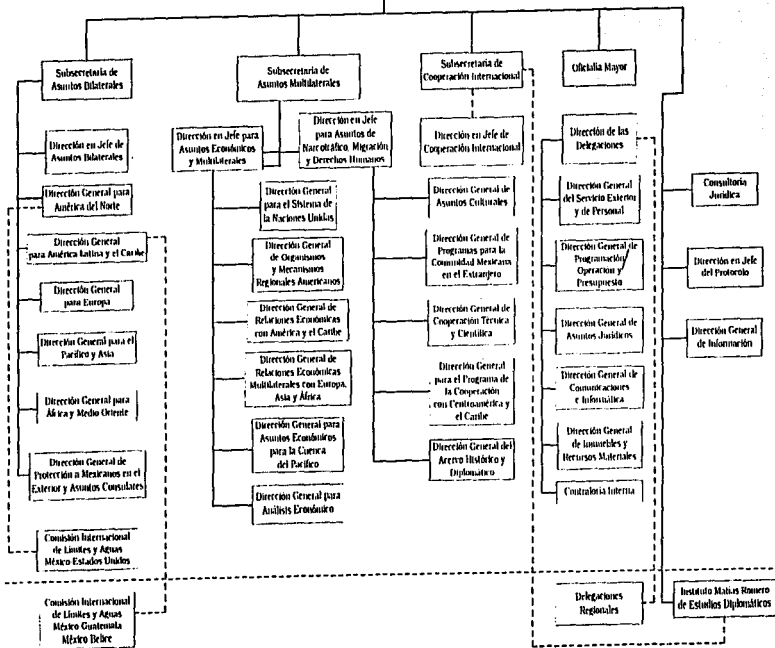 Subsecretaría de
Asuntos Bilaterales
Subsecretaría de
Asuntos Multilaterales
Subsecretaría de
Cooperación Internacional
Oficialía Mayor
Dirección en Jefe de
Asuntos Bilaterales
Dirección en Jefe para
Asuntos Económicos
y Multilaterales
Dirección en Jefe
para Asuntos de
Narcotráfico, Migración
y Derechos Humanos
Dirección en Jefe de
Cooperación Internacional
Dirección de las
Delegaciones
Dirección General para
América del Norte
Dirección General
para América Latina y el Caribe
Dirección General
para Europa
Dirección General para el
Pacífico y Asia
Dirección General para
África y Medio Oriente
Dirección General de
Protección a Mexicanos en el
Exterior y Asuntos Consulares
Comisión Internacional
de Límites y Aguas
México Estados Unidos
Comisión Internacional
de Límites y Aguas
México Guatemala
México Belice
Dirección General
para el Sistema de
la Naciones Unidas
Dirección General
de Organismos y
Mecanismos
Regionales Americanos
Dirección General de
Relaciones Económicas
con América y el Caribe
Dirección General de
Relaciones Económicas
Multilaterales con Europa,
Asia y África
Dirección General para
Asuntos Económicos
para la Cuenca
del Pacífico
Dirección General para
Análisis Económico
Dirección General de
Asuntos Culturales
Dirección General de
Programas para la
Comunidad Mexicana
en el Extranjero
Dirección General de
Cooperación Técnica
y Científica
Dirección General
para el Programa de
la Cooperación
con Centroamérica y
el Caribe
Dirección General del
Acervo Histórico y
Diplomático
Dirección General
del Servicio Exterior
y de Personal
Dirección General de
Programación
Operación y
Presupuesto
Dirección General de
Asuntos Jurídicos
Dirección General de
Comunicaciones
e Informática
Dirección General
de Inmuebles y
Recursos Materiales
Contraloría Interna
Delegaciones
Regionales
Consultoría
Jurídica
Dirección en Jefe
del Protocolo
Dirección General
de Información
Instituto Matías Romero
de Estudios Diplomáticos